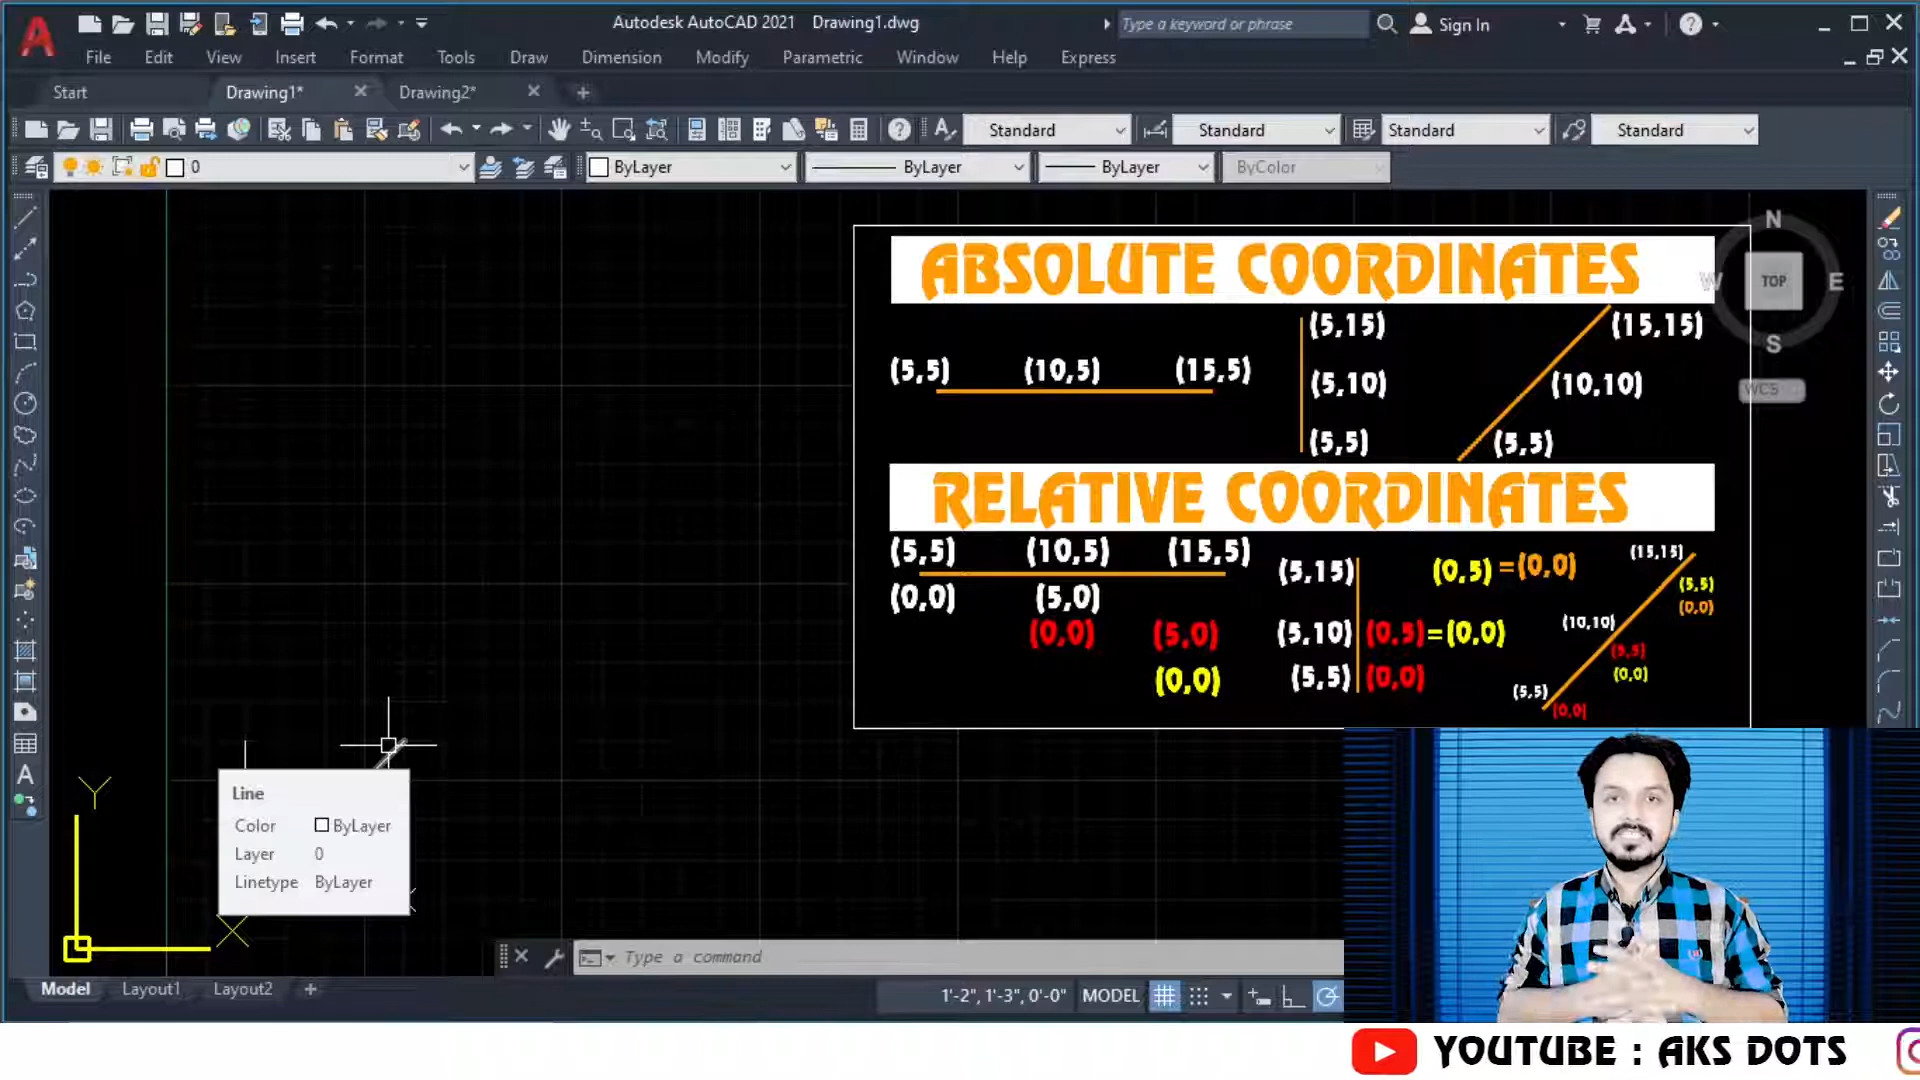 Autodesk AutoCAD 2021 Drawing1.dwg
Type a keyword or phrase
Sign In
File Edit View Insert Format Tools Draw Dimension Modify Parametric Window Help Express
Start Drawing1* Drawing2*
Standard Standard Standard Standard
0 ByLayer ByLayer ByLayer ByColor
ABSOLUTE COORDINATES
(5,5) (10,5) (15,5)
(5,15)
(5,10)
(5,5)
(15,15)
(10,10)
(5,5)
RELATIVE COORDINATES
(5,5) (10,5) (15,5)
(0,0) (5,0)
(0,0) (5,0)
(0,0)
(5,15) (0,5) =(0,0)
(5,10) (0,5)=(0,0)
(5,5) (0,0)
(15,15)
(5,5)
(0,0)
(10,10)
(5,5)
(0,0)
(5,5)
(0,0)
N
W TOP E
S
WCS
Line
Color ByLayer
Layer 0
Linetype ByLayer
Y
X
Type a command
Model Layout1 Layout2
1'-2", 1'-3", 0'-0" MODEL
YOUTUBE : AKS DOTS